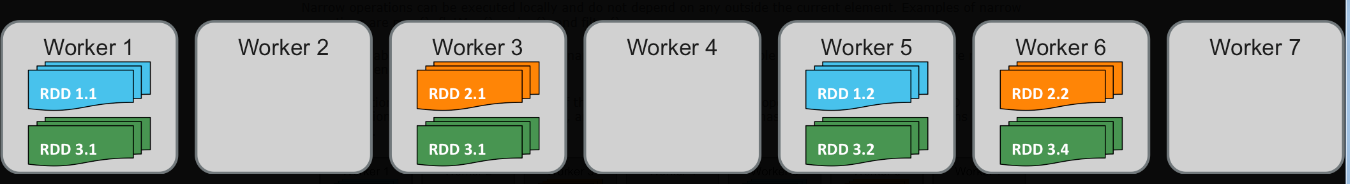 Worker 1
RDD 1.1
RDD 3.1
Worker 2
Worker 3
RDD 2.1
RDD 3.1
Worker 4
Worker 5
RDD 1.2
RDD 3.2
Worker 6
RDD 2.2
RDD 3.4
Worker 7